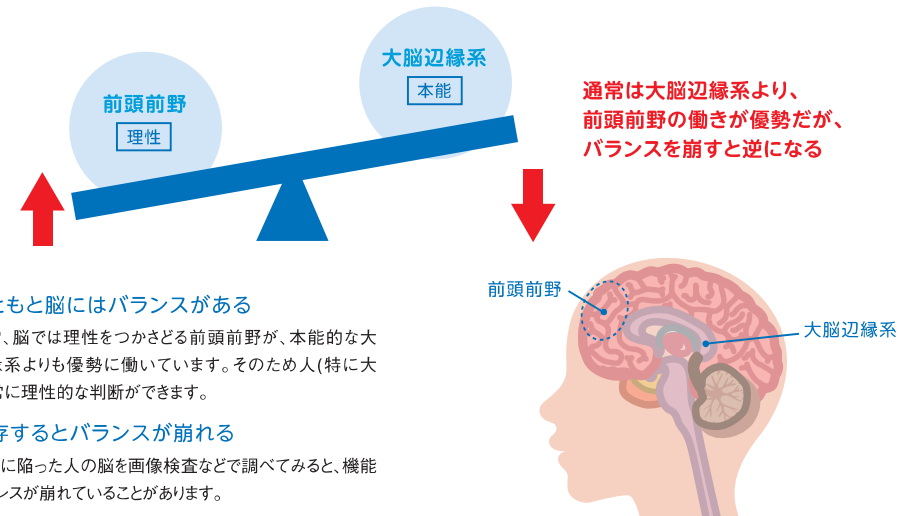 大脳辺縁系
本能
前頭前野
理性
通常は大脳辺縁系より、
前頭前野の働きが優勢だが、
バランスを崩すと逆になる
前頭前野
大脳辺縁系
ともと脳にはバランスがある
、脳では理性をつかさどる前頭前野が、本能的な大
系よりも優勢に働いています。そのため人(特に大
に理性的な判断ができます。
存するとバランスが崩れる
に陥った人の脳を画像検査などで調べてみると、機能
ンスが崩れていることがあります。